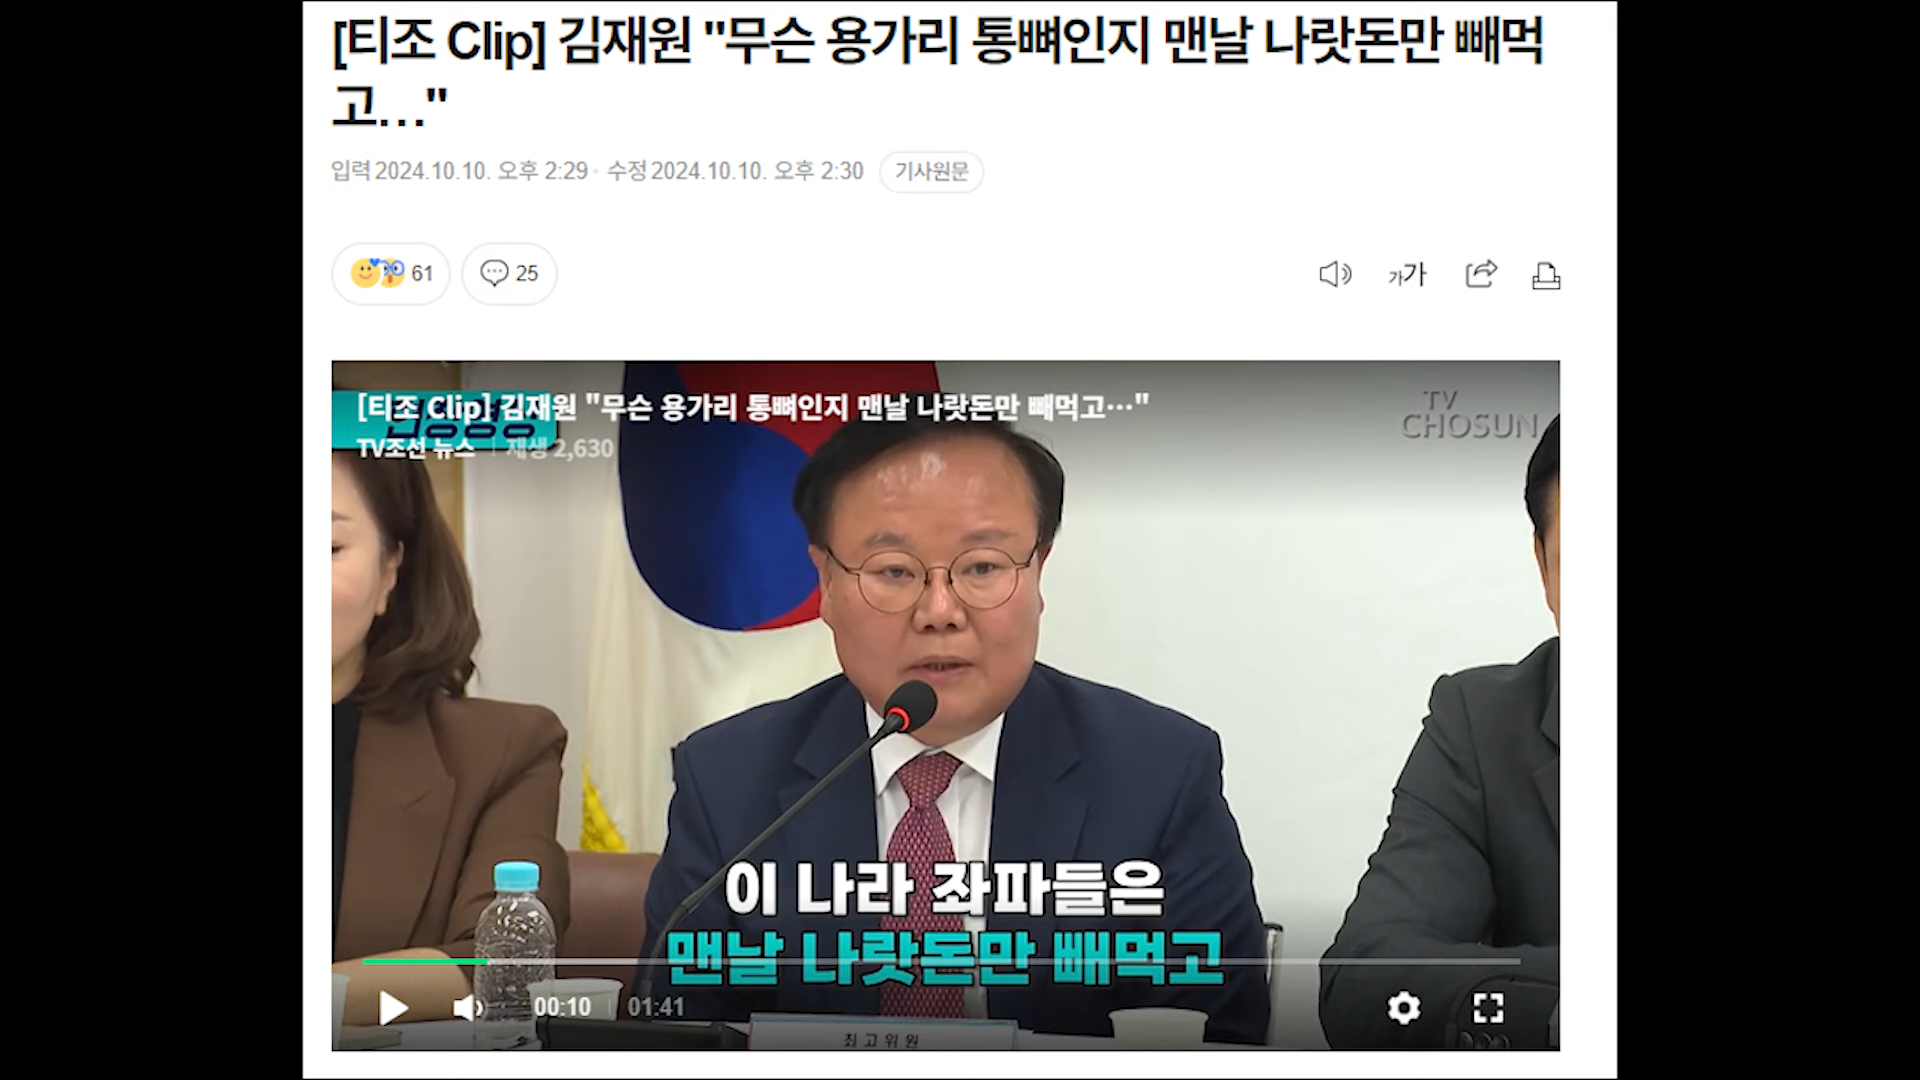 [티조 Clip] 김재원 "무슨 용가리 통뼈인지 맨날 나랏돈만 빼먹
고…"
입력 2024.10.10. 오후 2:29 · 수정 2024.10.10. 오후 2:30 기사원문
61 25
가가
[티조 Clip] 김재원 "무슨 용가리 통뼈인지 맨날 나랏돈만 빼먹고…"
TV조선 뉴스 재생 2,630
TV
CHOSUN
이 나라 좌파들은
맨날 나랏돈만 빼먹고
00:10 01:41
최고위원